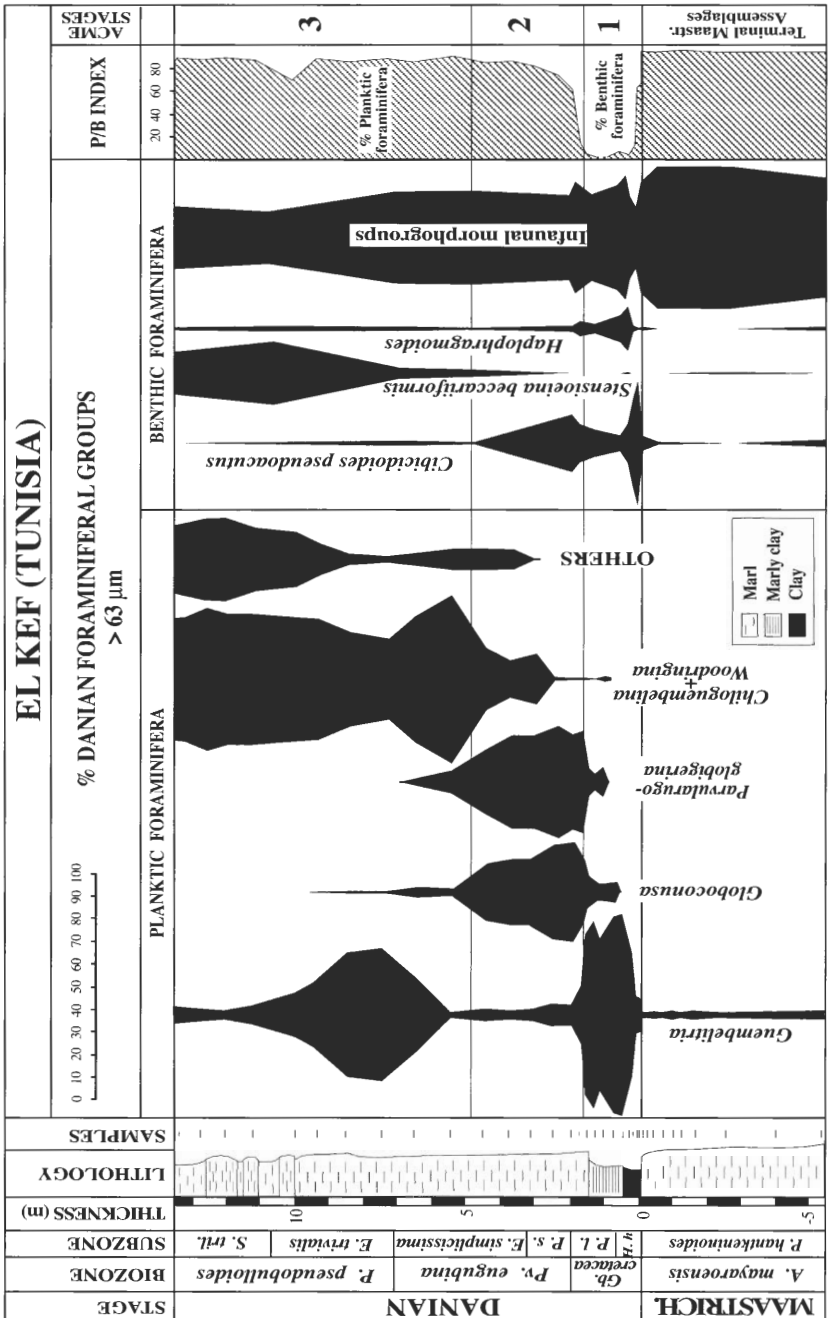 EL KEF (TUNISIA)
STAGE
BIOZONE
SUBZONE
THICKNESS (m)
LITHOLOGY
SAMPLES
% DANIAN FORAMINIFERAL GROUPS
> 63 µm
0 10 20 30 40 50 60 70 80 90 100
P/B INDEX
ACME
STAGES
PLANKTIC FORAMINIFERA
BENTHIC FORAMINIFERA
20 40 60 80
DANIAN
MAASTRICH.
P. pseudobulloides
Pv. eugubina
Gb.
cretacea
A. mayaroensis
S. tril.
E. trivialis
E. simplicissima
P. s.
P. l.
H. h
P. hantkeninoides
10
5
0
-5
Guembelitria
Globoconusa
Parvularugo-
globigerina
Chiloguembelina
+
Woodringina
OTHERS
Cibicidoides pseudoacutus
Stensioeina beccariiformis
Haplophragmoides
Infaunal morphogroups
% Planktic
foraminifera
% Benthic
foraminifera
3
2
1
Terminal Maastr.
Assemblages
Marl
Marly clay
Clay